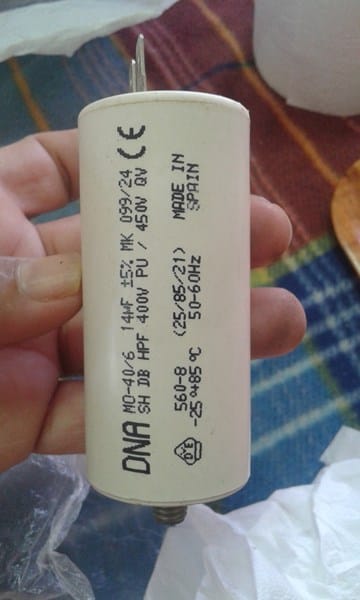 DNA MO-40/6 14µF ±5% MK 099/24 CE
SH DB HPF 400V PU / 450V QV
560-8 (25/85/21) MADE IN
-25°+85°C 50-60Hz SPAIN